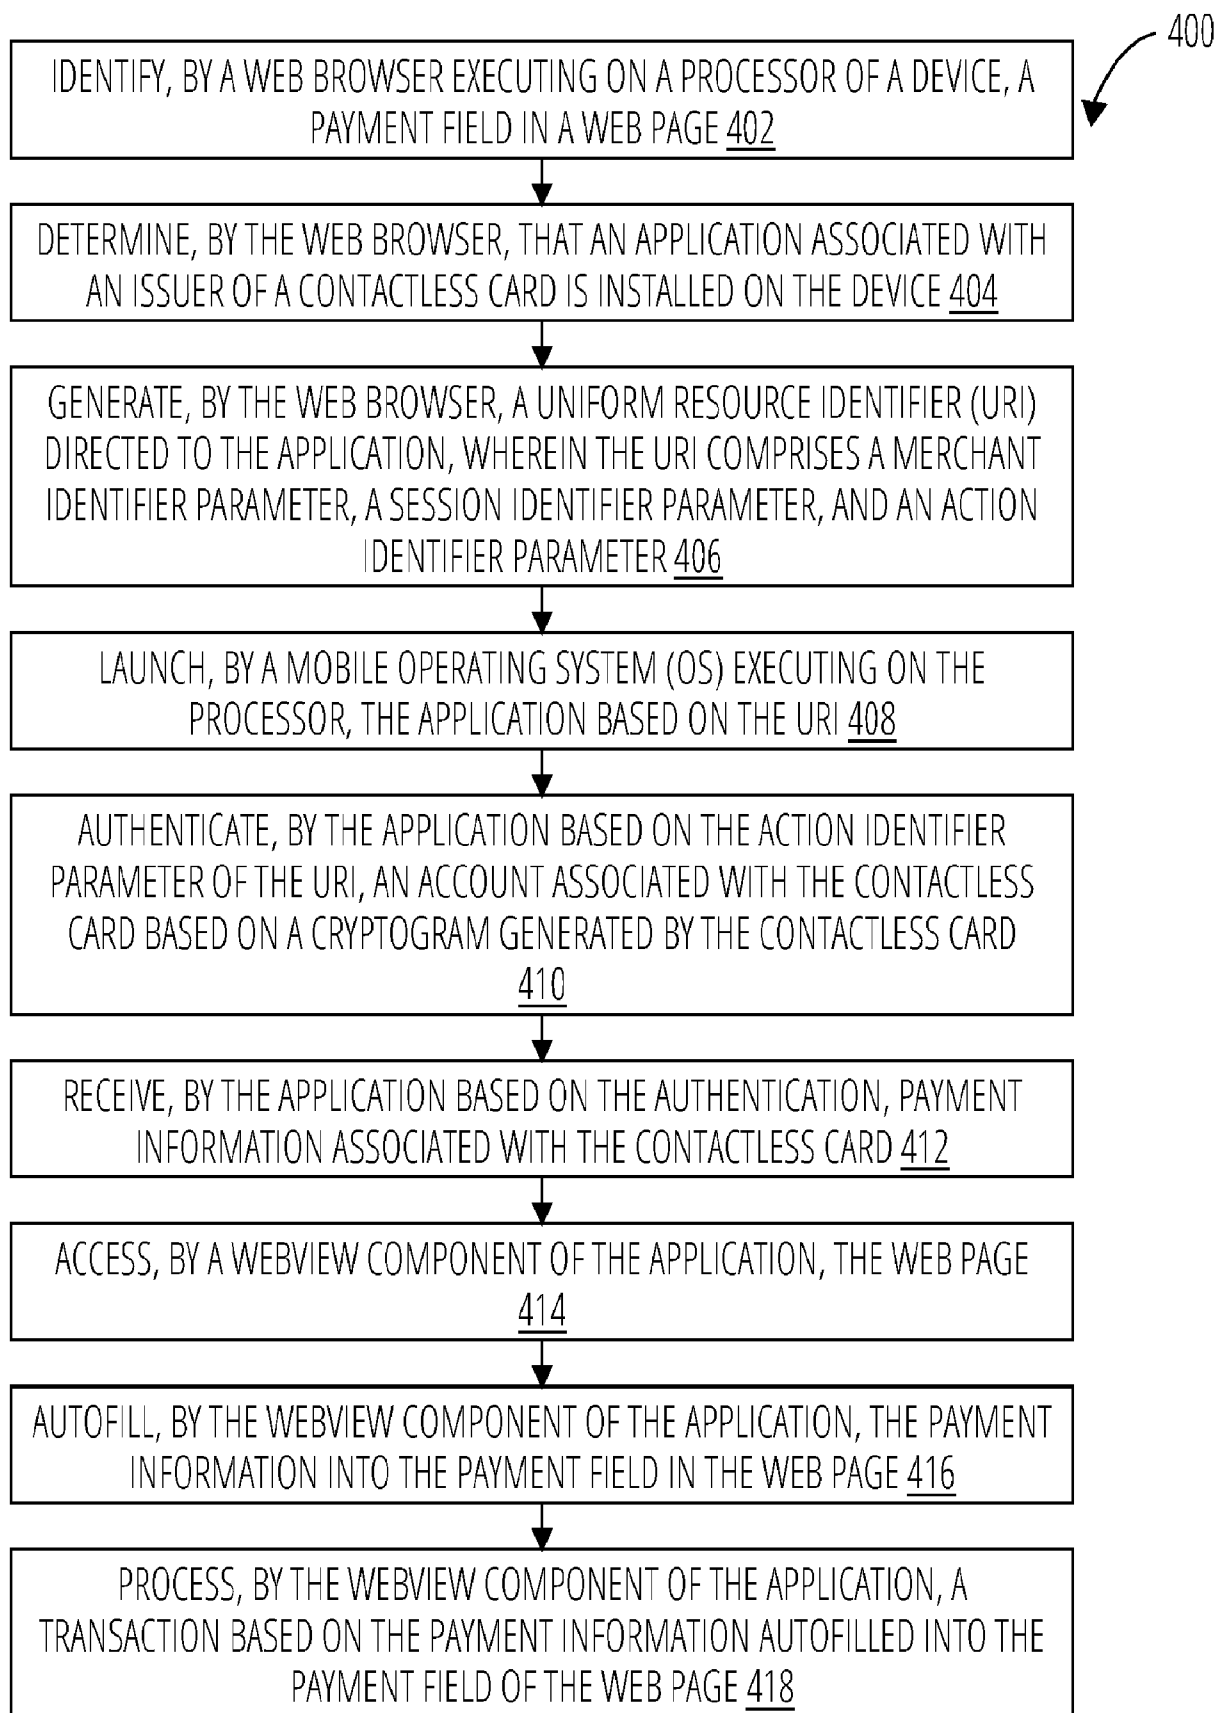 400
IDENTIFY, BY A WEB BROWSER EXECUTING ON A PROCESSOR OF A DEVICE, A
PAYMENT FIELD IN A WEB PAGE 402
DETERMINE, BY THE WEB BROWSER, THAT AN APPLICATION ASSOCIATED WITH
AN ISSUER OF A CONTACTLESS CARD IS INSTALLED ON THE DEVICE 404
GENERATE, BY THE WEB BROWSER, A UNIFORM RESOURCE IDENTIFIER (URI)
DIRECTED TO THE APPLICATION, WHEREIN THE URI COMPRISES A MERCHANT
IDENTIFIER PARAMETER, A SESSION IDENTIFIER PARAMETER, AND AN ACTION
IDENTIFIER PARAMETER 406
LAUNCH, BY A MOBILE OPERATING SYSTEM (OS) EXECUTING ON THE
PROCESSOR, THE APPLICATION BASED ON THE URI 408
AUTHENTICATE, BY THE APPLICATION BASED ON THE ACTION IDENTIFIER
PARAMETER OF THE URI, AN ACCOUNT ASSOCIATED WITH THE CONTACTLESS
CARD BASED ON A CRYPTOGRAM GENERATED BY THE CONTACTLESS CARD
410
RECEIVE, BY THE APPLICATION BASED ON THE AUTHENTICATION, PAYMENT
INFORMATION ASSOCIATED WITH THE CONTACTLESS CARD 412
ACCESS, BY A WEBVIEW COMPONENT OF THE APPLICATION, THE WEB PAGE
414
AUTOFILL, BY THE WEBVIEW COMPONENT OF THE APPLICATION, THE PAYMENT
INFORMATION INTO THE PAYMENT FIELD IN THE WEB PAGE 416
PROCESS, BY THE WEBVIEW COMPONENT OF THE APPLICATION, A
TRANSACTION BASED ON THE PAYMENT INFORMATION AUTOFILLED INTO THE
PAYMENT FIELD OF THE WEB PAGE 418